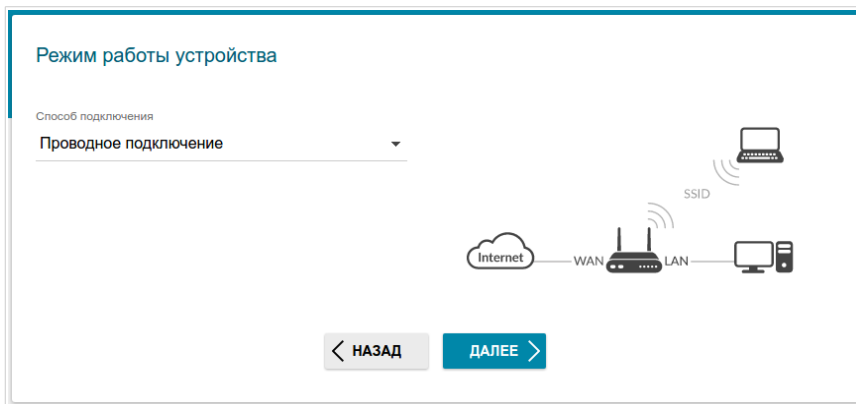 Режим работы устройства
Способ подключения
Проводное подключение
SSID
Internet
WAN
LAN
НАЗАД
ДАЛЕЕ